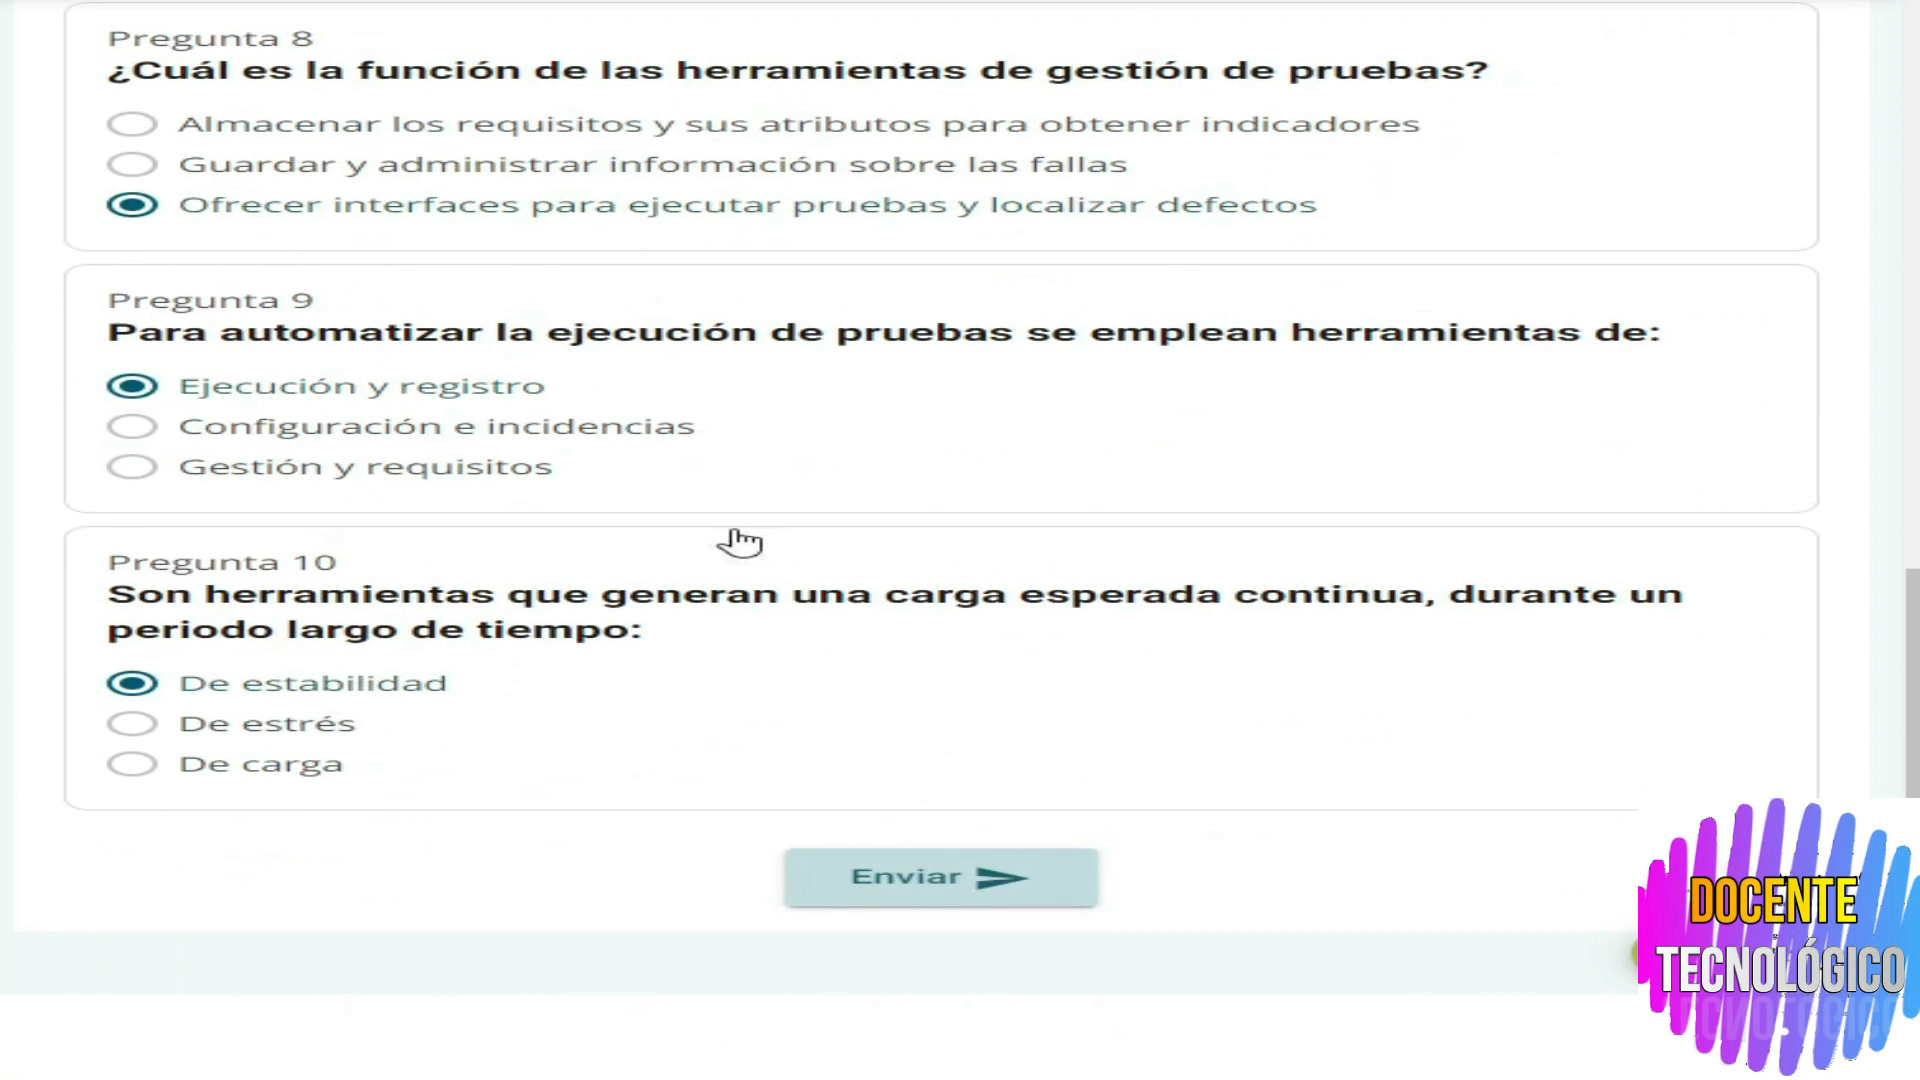 Pregunta 8
¿Cuál es la función de las herramientas de gestión de pruebas?
Almacenar los requisitos y sus atributos para obtener indicadores
Guardar y administrar información sobre las fallas
Ofrecer interfaces para ejecutar pruebas y localizar defectos
Pregunta 9
Para automatizar la ejecución de pruebas se emplean herramientas de:
Ejecución y registro
Configuración e incidencias
Gestión y requisitos
Pregunta 10
Son herramientas que generan una carga esperada continua, durante un
periodo largo de tiempo:
De estabilidad
De estrés
De carga
Enviar
DOCENTE
TECNOLÓGICO